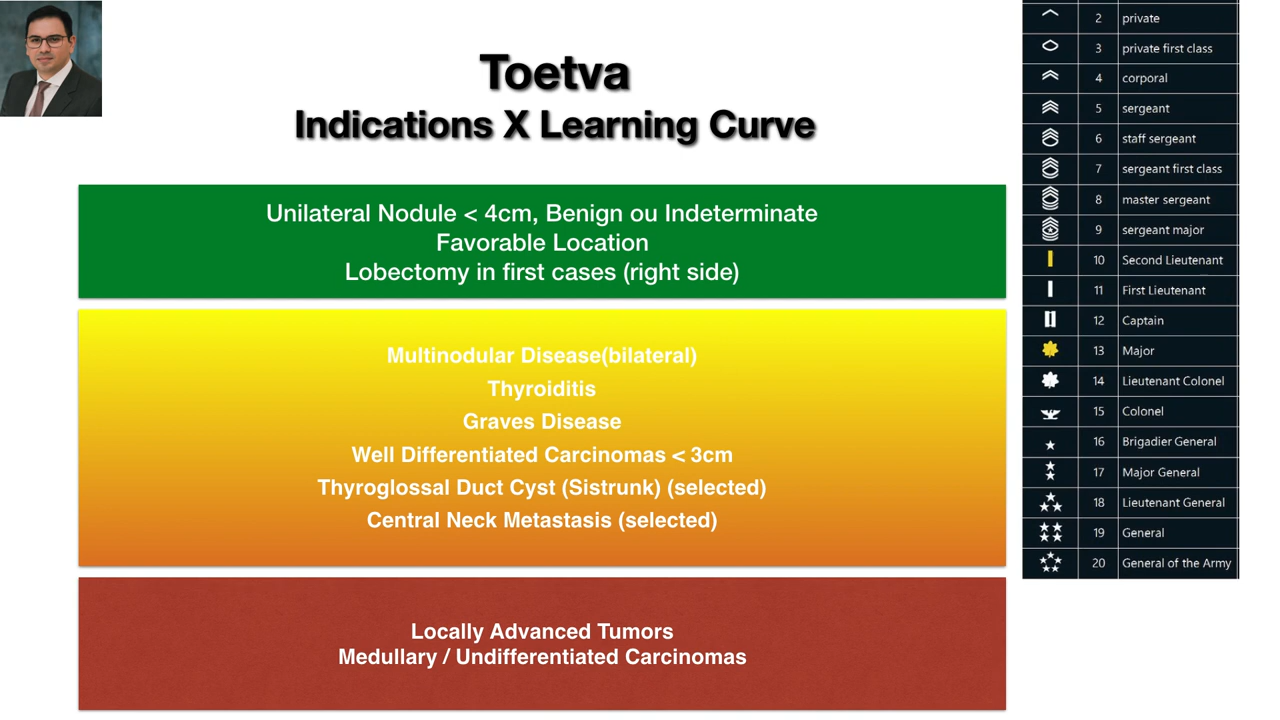 Toetva
Indications X Learning Curve
Unilateral Nodule < 4cm, Benign ou Indeterminate
Favorable Location
Lobectomy in first cases (right side)
Multinodular Disease(bilateral)
Thyroiditis
Graves Disease
Well Differentiated Carcinomas < 3cm
Thyroglossal Duct Cyst (Sistrunk) (selected)
Central Neck Metastasis (selected)
Locally Advanced Tumors
Medullary / Undifferentiated Carcinomas
2 private
3 private first class
4 corporal
5 sergeant
6 staff sergeant
7 sergeant first class
8 master sergeant
9 sergeant major
10 Second Lieutenant
11 First Lieutenant
12 Captain
13 Major
14 Lieutenant Colonel
15 Colonel
16 Brigadier General
17 Major General
18 Lieutenant General
19 General
20 General of the Army